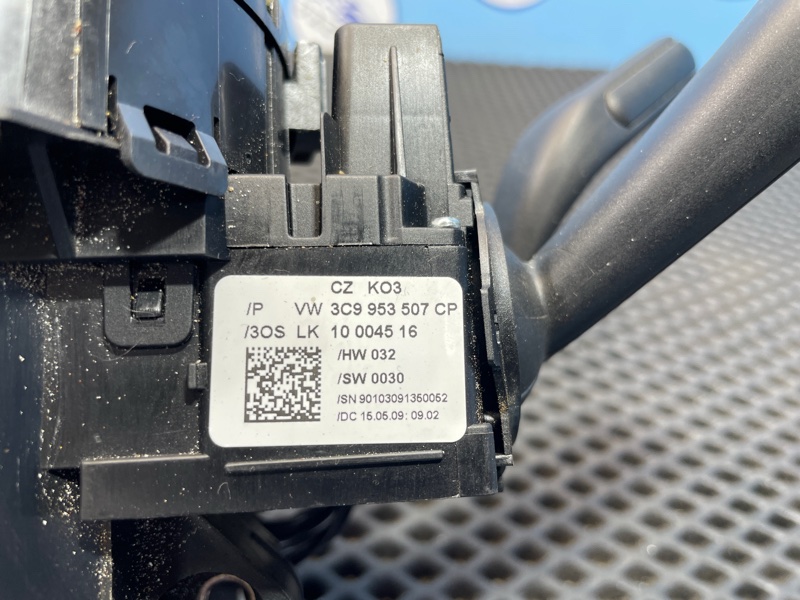 CZ KO3
/P VW 3C9 953 507 CP
/3OS LK 10 0045 16
/HW 032
/SW 0030
/SN 90103091350052
/DC 15.05.09; 09.02